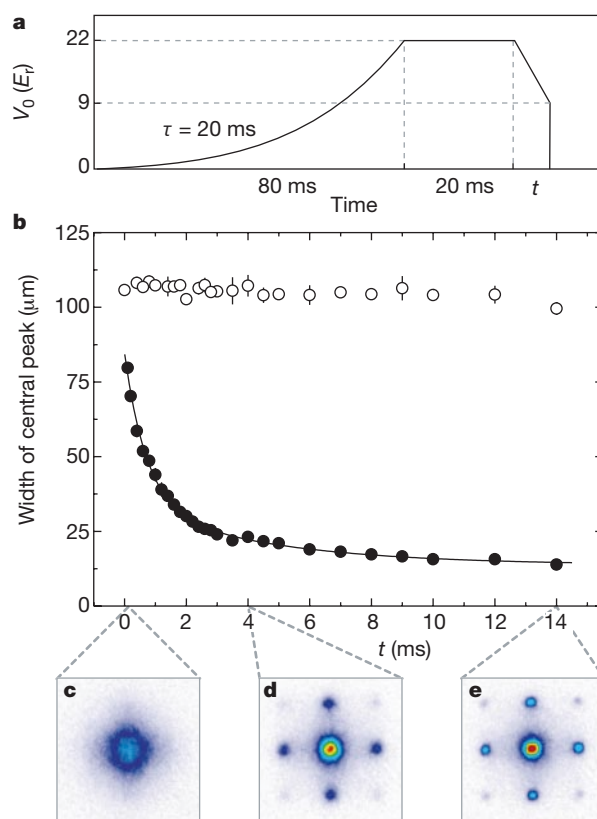 a
V0 (Er)
22
9
0
τ = 20 ms
80 ms
20 ms
t
Time
b
Width of central peak (μm)
125
100
75
50
25
0
0
2
4
6
8
10
12
14
t (ms)
c
d
e